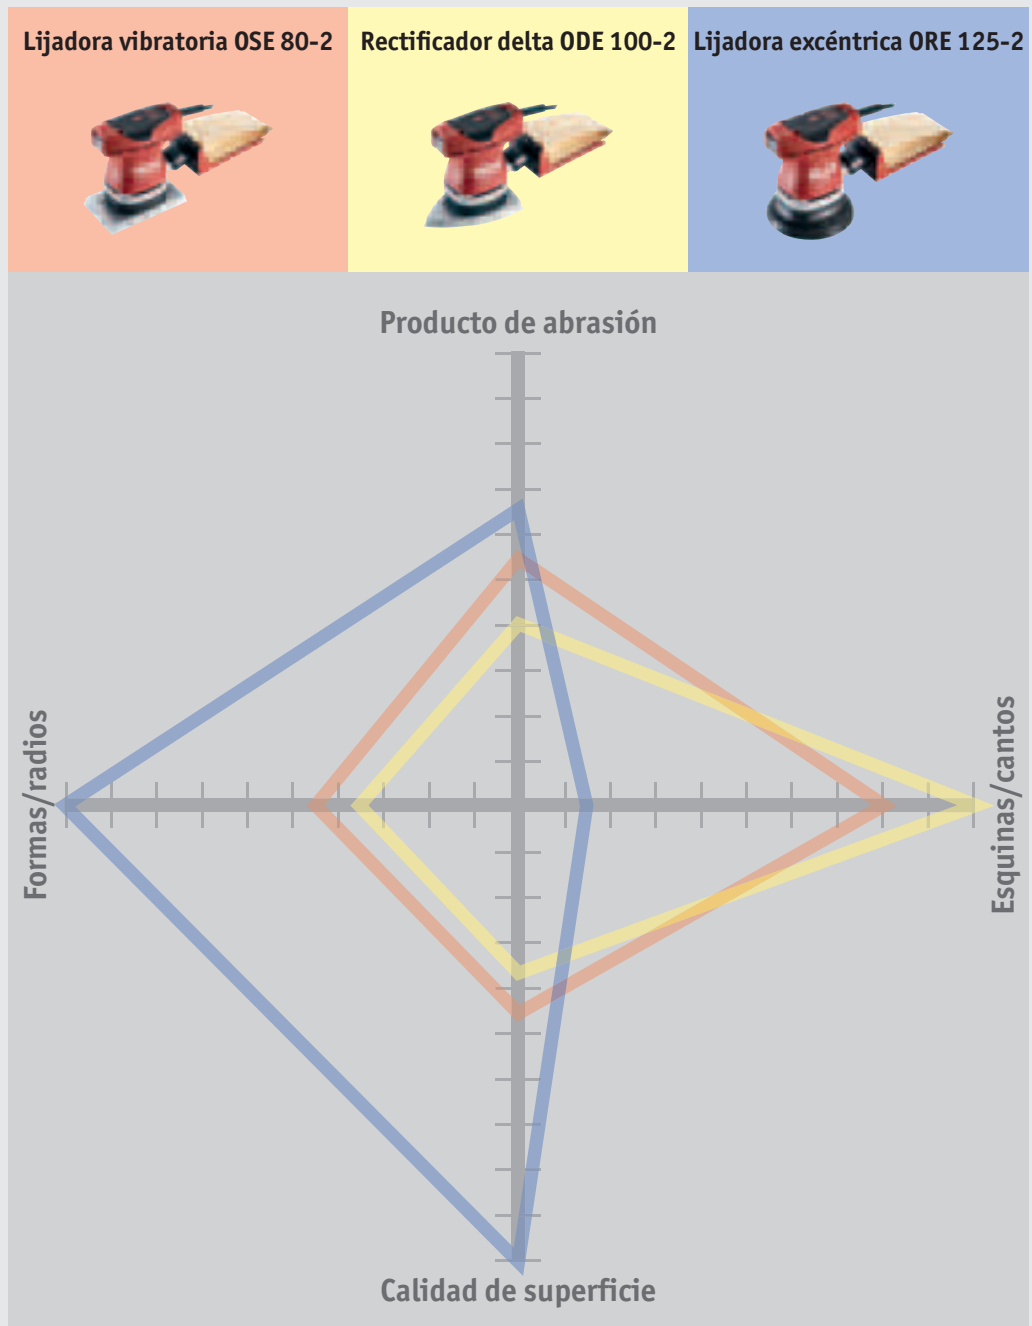 Lijadora vibratoria OSE 80-2
Rectificador delta ODE 100-2
Lijadora excéntrica ORE 125-2
Producto de abrasión
Formas/radios
Esquinas/cantos
Calidad de superficie